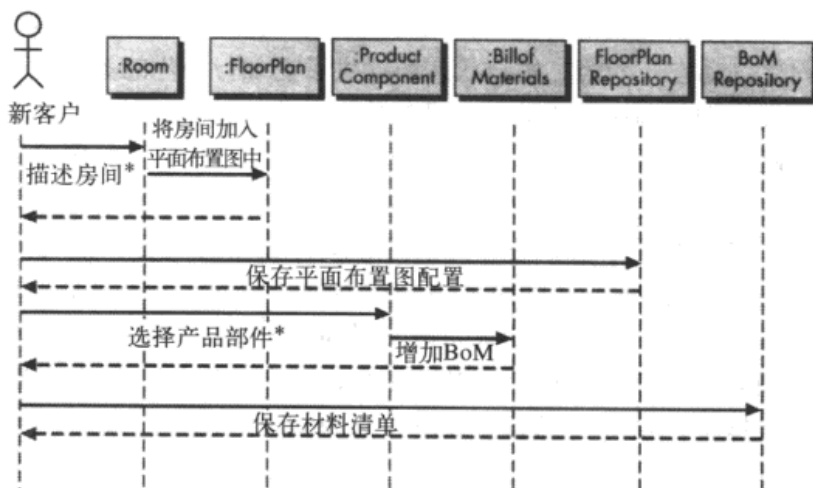 :Room
:FloorPlan
:Product
Component
:Billof
Materials
FloorPlan
Repository
BoM
Repository
新客户
将房间加入
平面布置图中
描述房间*
保存平面布置图配置
选择产品部件*
增加BoM
保存材料清单